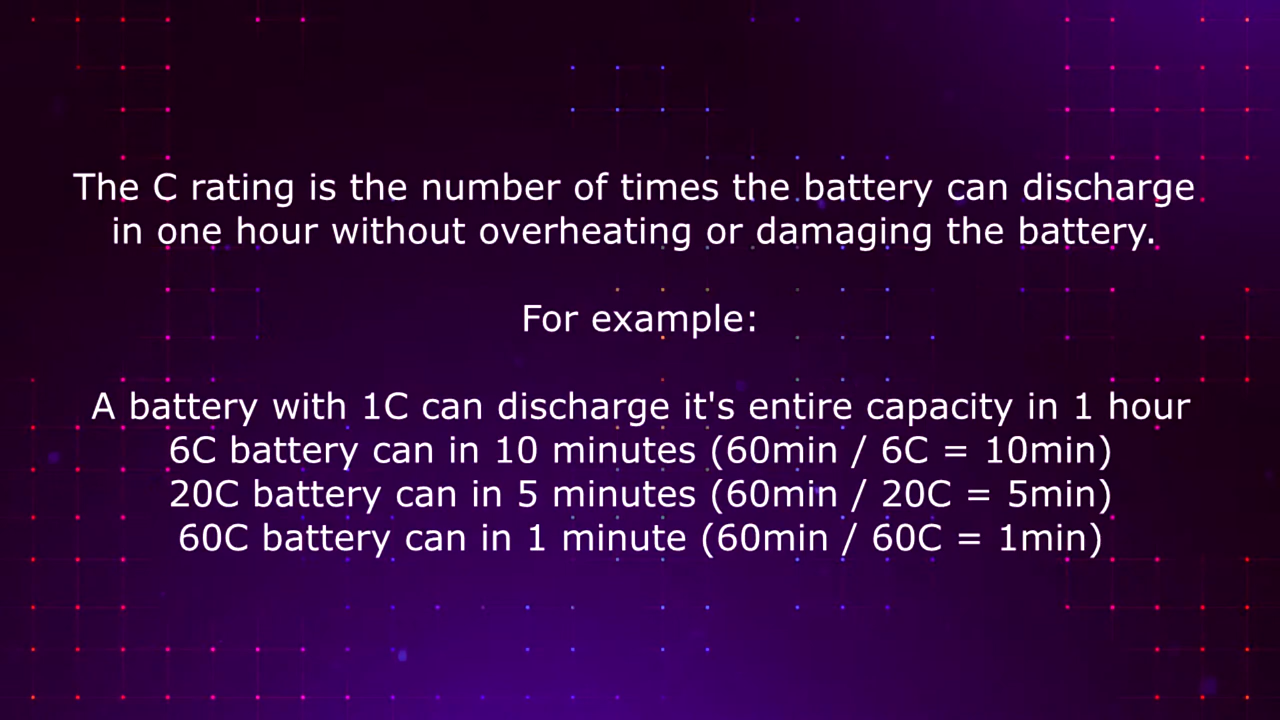 The C rating is the number of times the battery can discharge
in one hour without overheating or damaging the battery.
For example:
A battery with 1C can discharge it's entire capacity in 1 hour
6C battery can in 10 minutes (60min / 6C = 10min)
20C battery can in 5 minutes (60min / 20C = 5min)
60C battery can in 1 minute (60min / 60C = 1min)